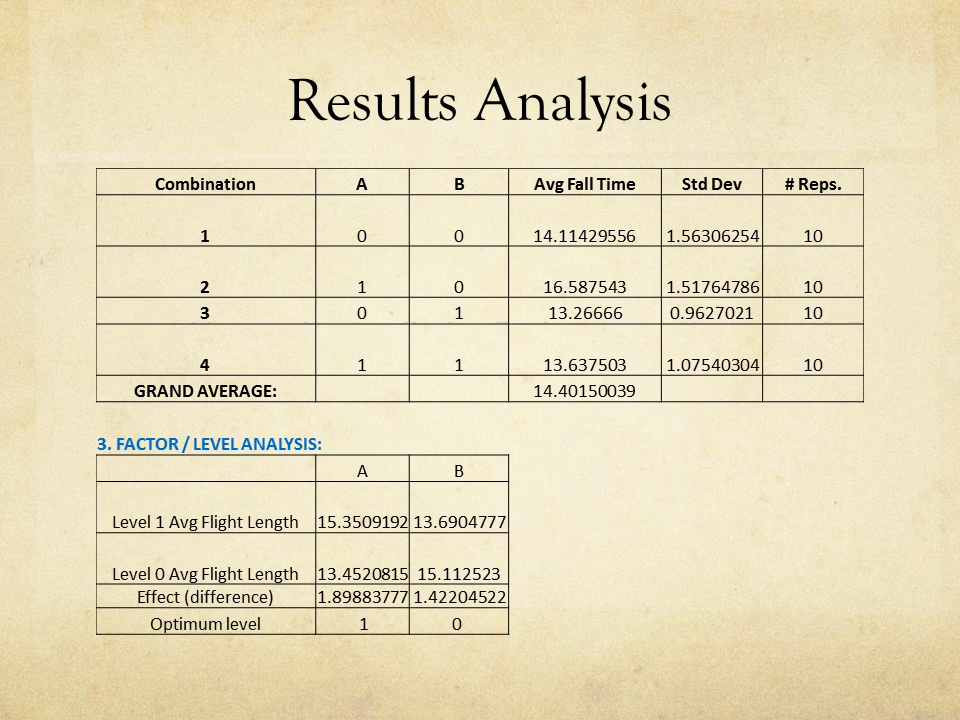 Results Analysis
Combination A B Avg Fall Time Std Dev # Reps.
1 0 0 14.11429556 1.56306254 10
2 1 0 16.587543 1.51764786 10
3 0 1 13.26666 0.9627021 10
4 1 1 13.637503 1.07540304 10
GRAND AVERAGE: 14.40150039
3. FACTOR / LEVEL ANALYSIS:
A B
Level 1 Avg Flight Length 15.3509192 13.6904777
Level 0 Avg Flight Length 13.4520815 15.112523
Effect (difference) 1.89883777 1.42204522
Optimum level 1 0